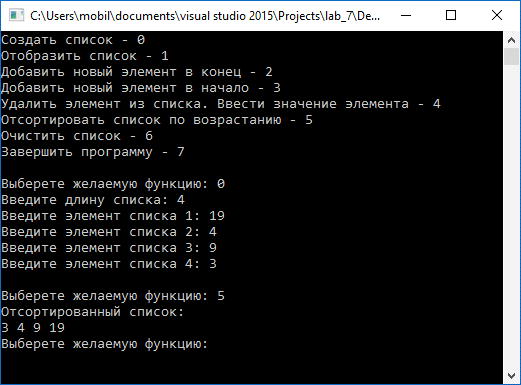 C:\Users\mobil\documents\visual studio 2015\Projects\lab_7\De...
Создать список - 0
Отобразить список - 1
Добавить новый элемент в конец - 2
Добавить новый элемент в начало - 3
Удалить элемент из списка. Ввести значение элемента - 4
Отсортировать список по возрастанию - 5
Очистить список - 6
Завершить программу - 7
Выберете желаемую функцию: 0
Введите длину списка: 4
Введите элемент списка 1: 19
Введите элемент списка 2: 4
Введите элемент списка 3: 9
Введите элемент списка 4: 3
Выберете желаемую функцию: 5
Отсортированный список:
3 4 9 19
Выберете желаемую функцию: